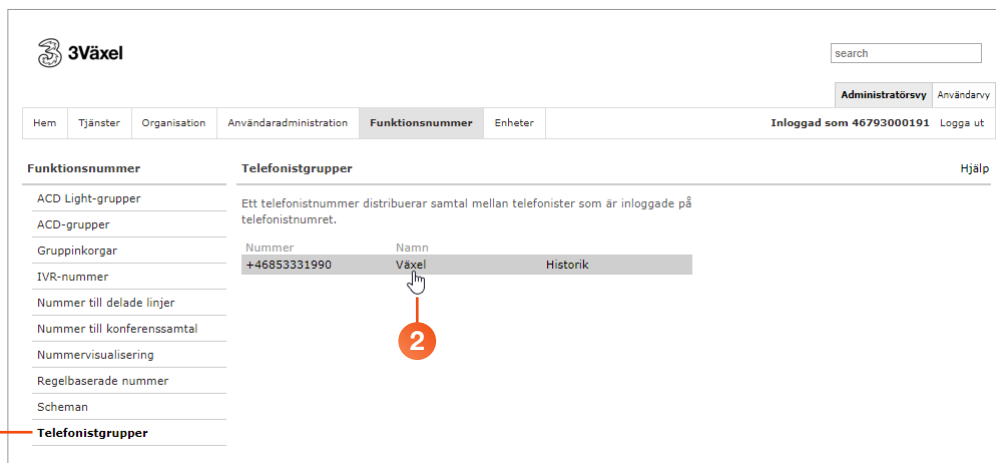 3Växel
search
Administratörsvy Användarvy
Hem Tjänster Organisation Användaradministration Funktionsnummer Enheter Inloggad som 46793000191 Logga ut
Funktionsnummer
ACD Light-grupper
ACD-grupper
Gruppinkorgar
IVR-nummer
Nummer till delade linjer
Nummer till konferenssamtal
Nummervisualisering
Regelbaserade nummer
Scheman
Telefonistgrupper
Telefonistgrupper Hjälp
Ett telefonistnummer distribuerar samtal mellan telefonister som är inloggade på
telefonistnumret.
Nummer Namn
+46853331990 Växel Historik
2